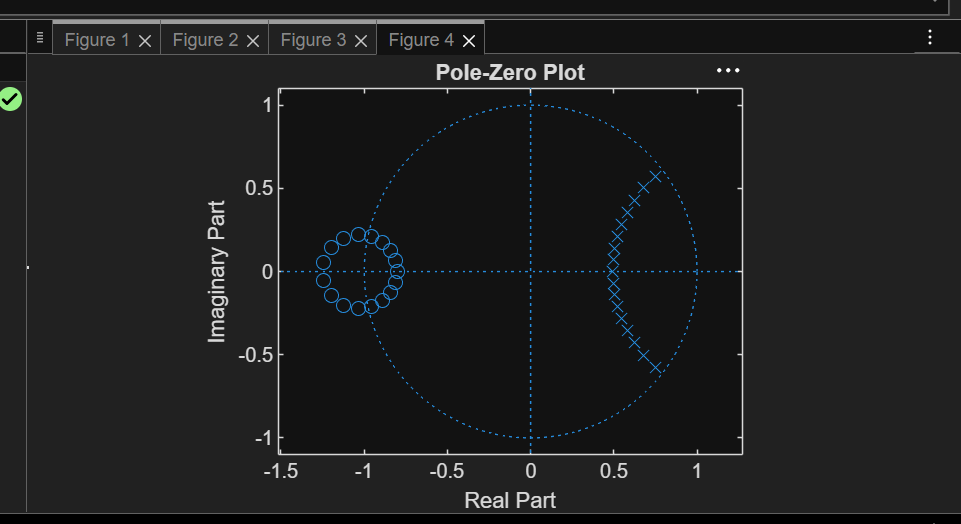 Figure 1 Figure 2 Figure 3 Figure 4
Pole-Zero Plot
Imaginary Part
1
0.5
0
-0.5
-1
-1.5 -1 -0.5 0 0.5 1
Real Part